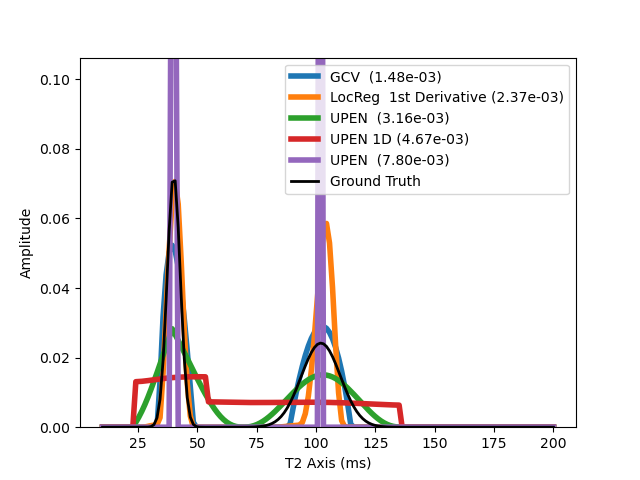 GCV  (1.48e-03)
LocReg  1st Derivative (2.37e-03)
UPEN  (3.16e-03)
UPEN 1D (4.67e-03)
UPEN  (7.80e-03)
Ground Truth
0.10
0.08
0.06
0.04
0.02
0.00
Amplitude
25 50 75 100 125 150 175 200
T2 Axis (ms)